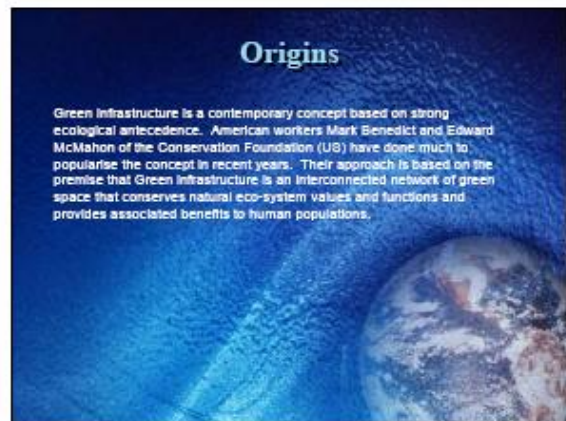 Origins
Green Infrastructure is a contemporary concept based on strong
ecological antecedence. American workers Mark Benedict and Edward
McMahon of the Conservation Foundation (US) have done much to
popularise the concept in recent years. Their approach is based on the
premise that Green Infrastructure is an interconnected network of green
space that conserves natural eco-system values and functions and
provides associated benefits to human populations.